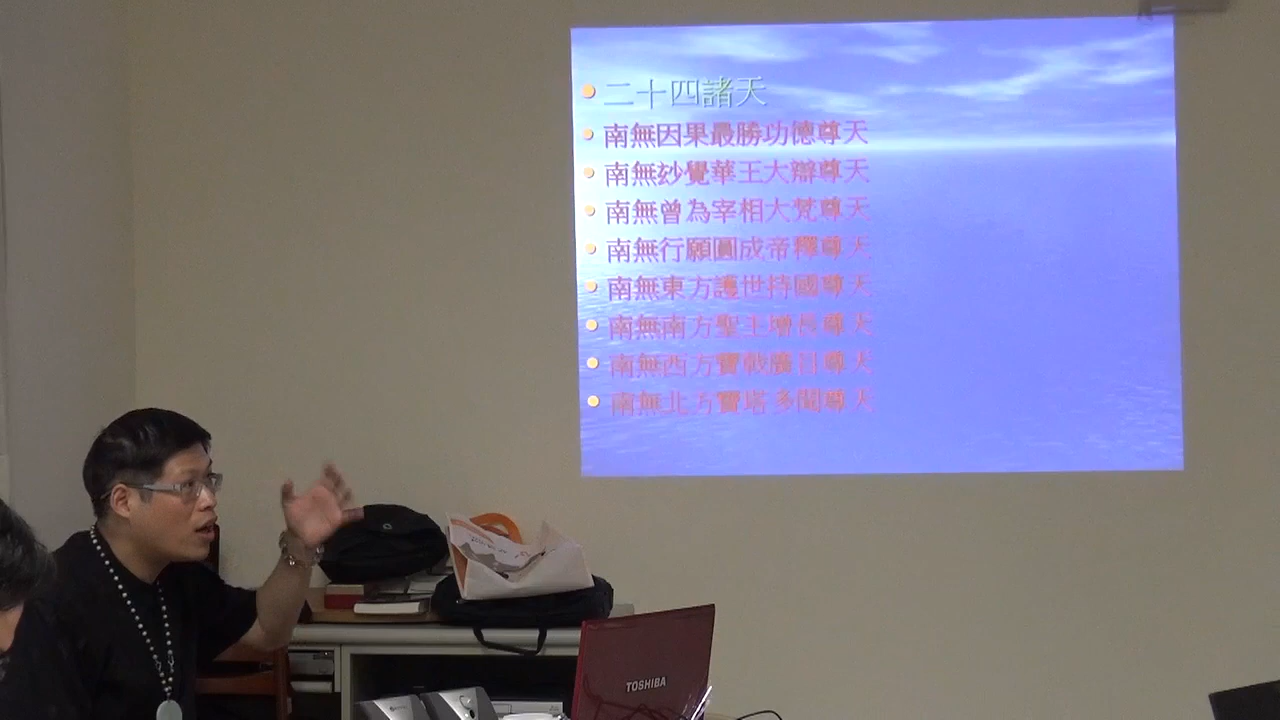 二十四諸天
南無因果最勝功德尊天
南無玅覺華王大辯尊天
南無曾為宰相大梵尊天
南無行願圓成帝釋尊天
南無東方護世持國尊天
南無南方聖主增長尊天
南無西方寶戟廣目尊天
南無北方寶塔多聞尊天
TOSHIBA